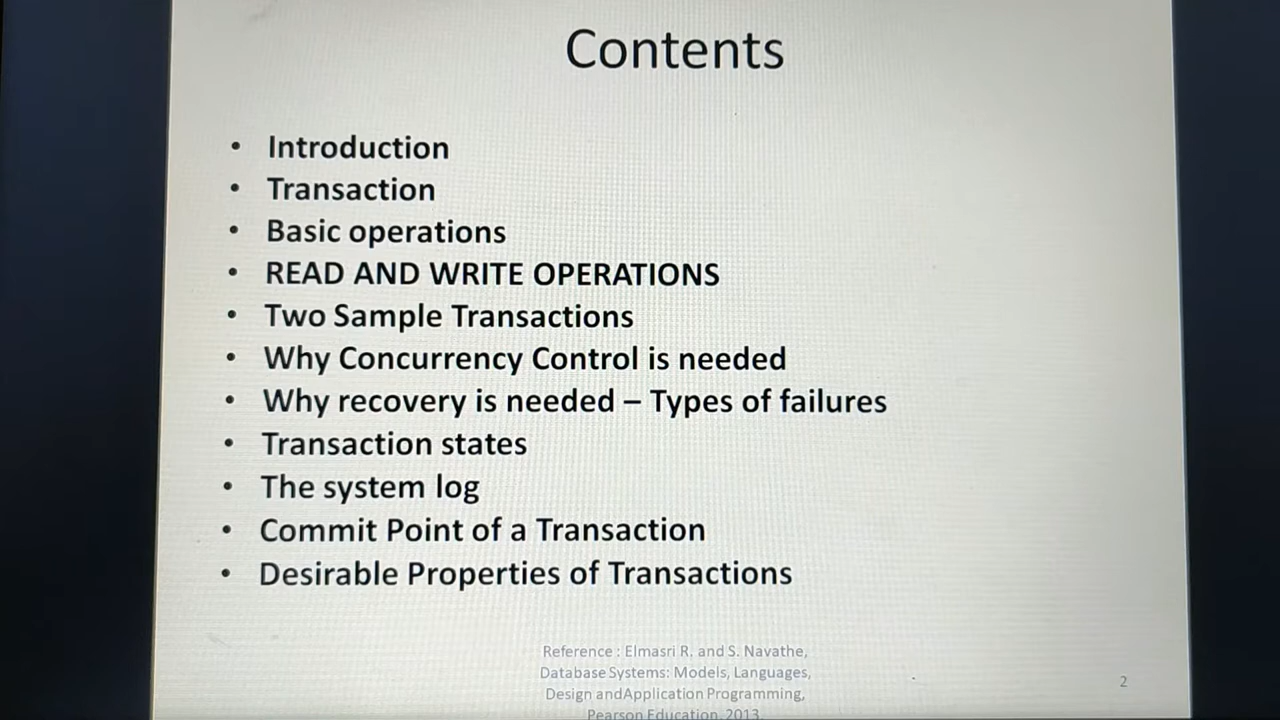 Contents
• Introduction
• Transaction
• Basic operations
• READ AND WRITE OPERATIONS
• Two Sample Transactions
• Why Concurrency Control is needed
• Why recovery is needed – Types of failures
• Transaction states
• The system log
• Commit Point of a Transaction
• Desirable Properties of Transactions
Reference : Elmasri R. and S. Navathe,
Database Systems: Models, Languages,
Design andApplication Programming,
Pearson Education, 2013.
2